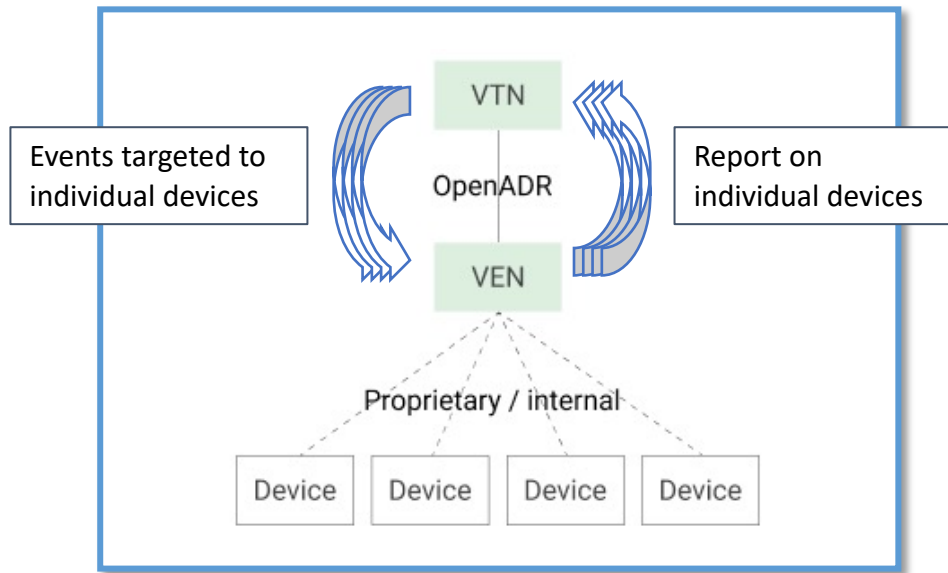 VTN
Events targeted to
individual devices
Report on
individual devices
OpenADR
VEN
Proprietary / internal
Device Device Device Device